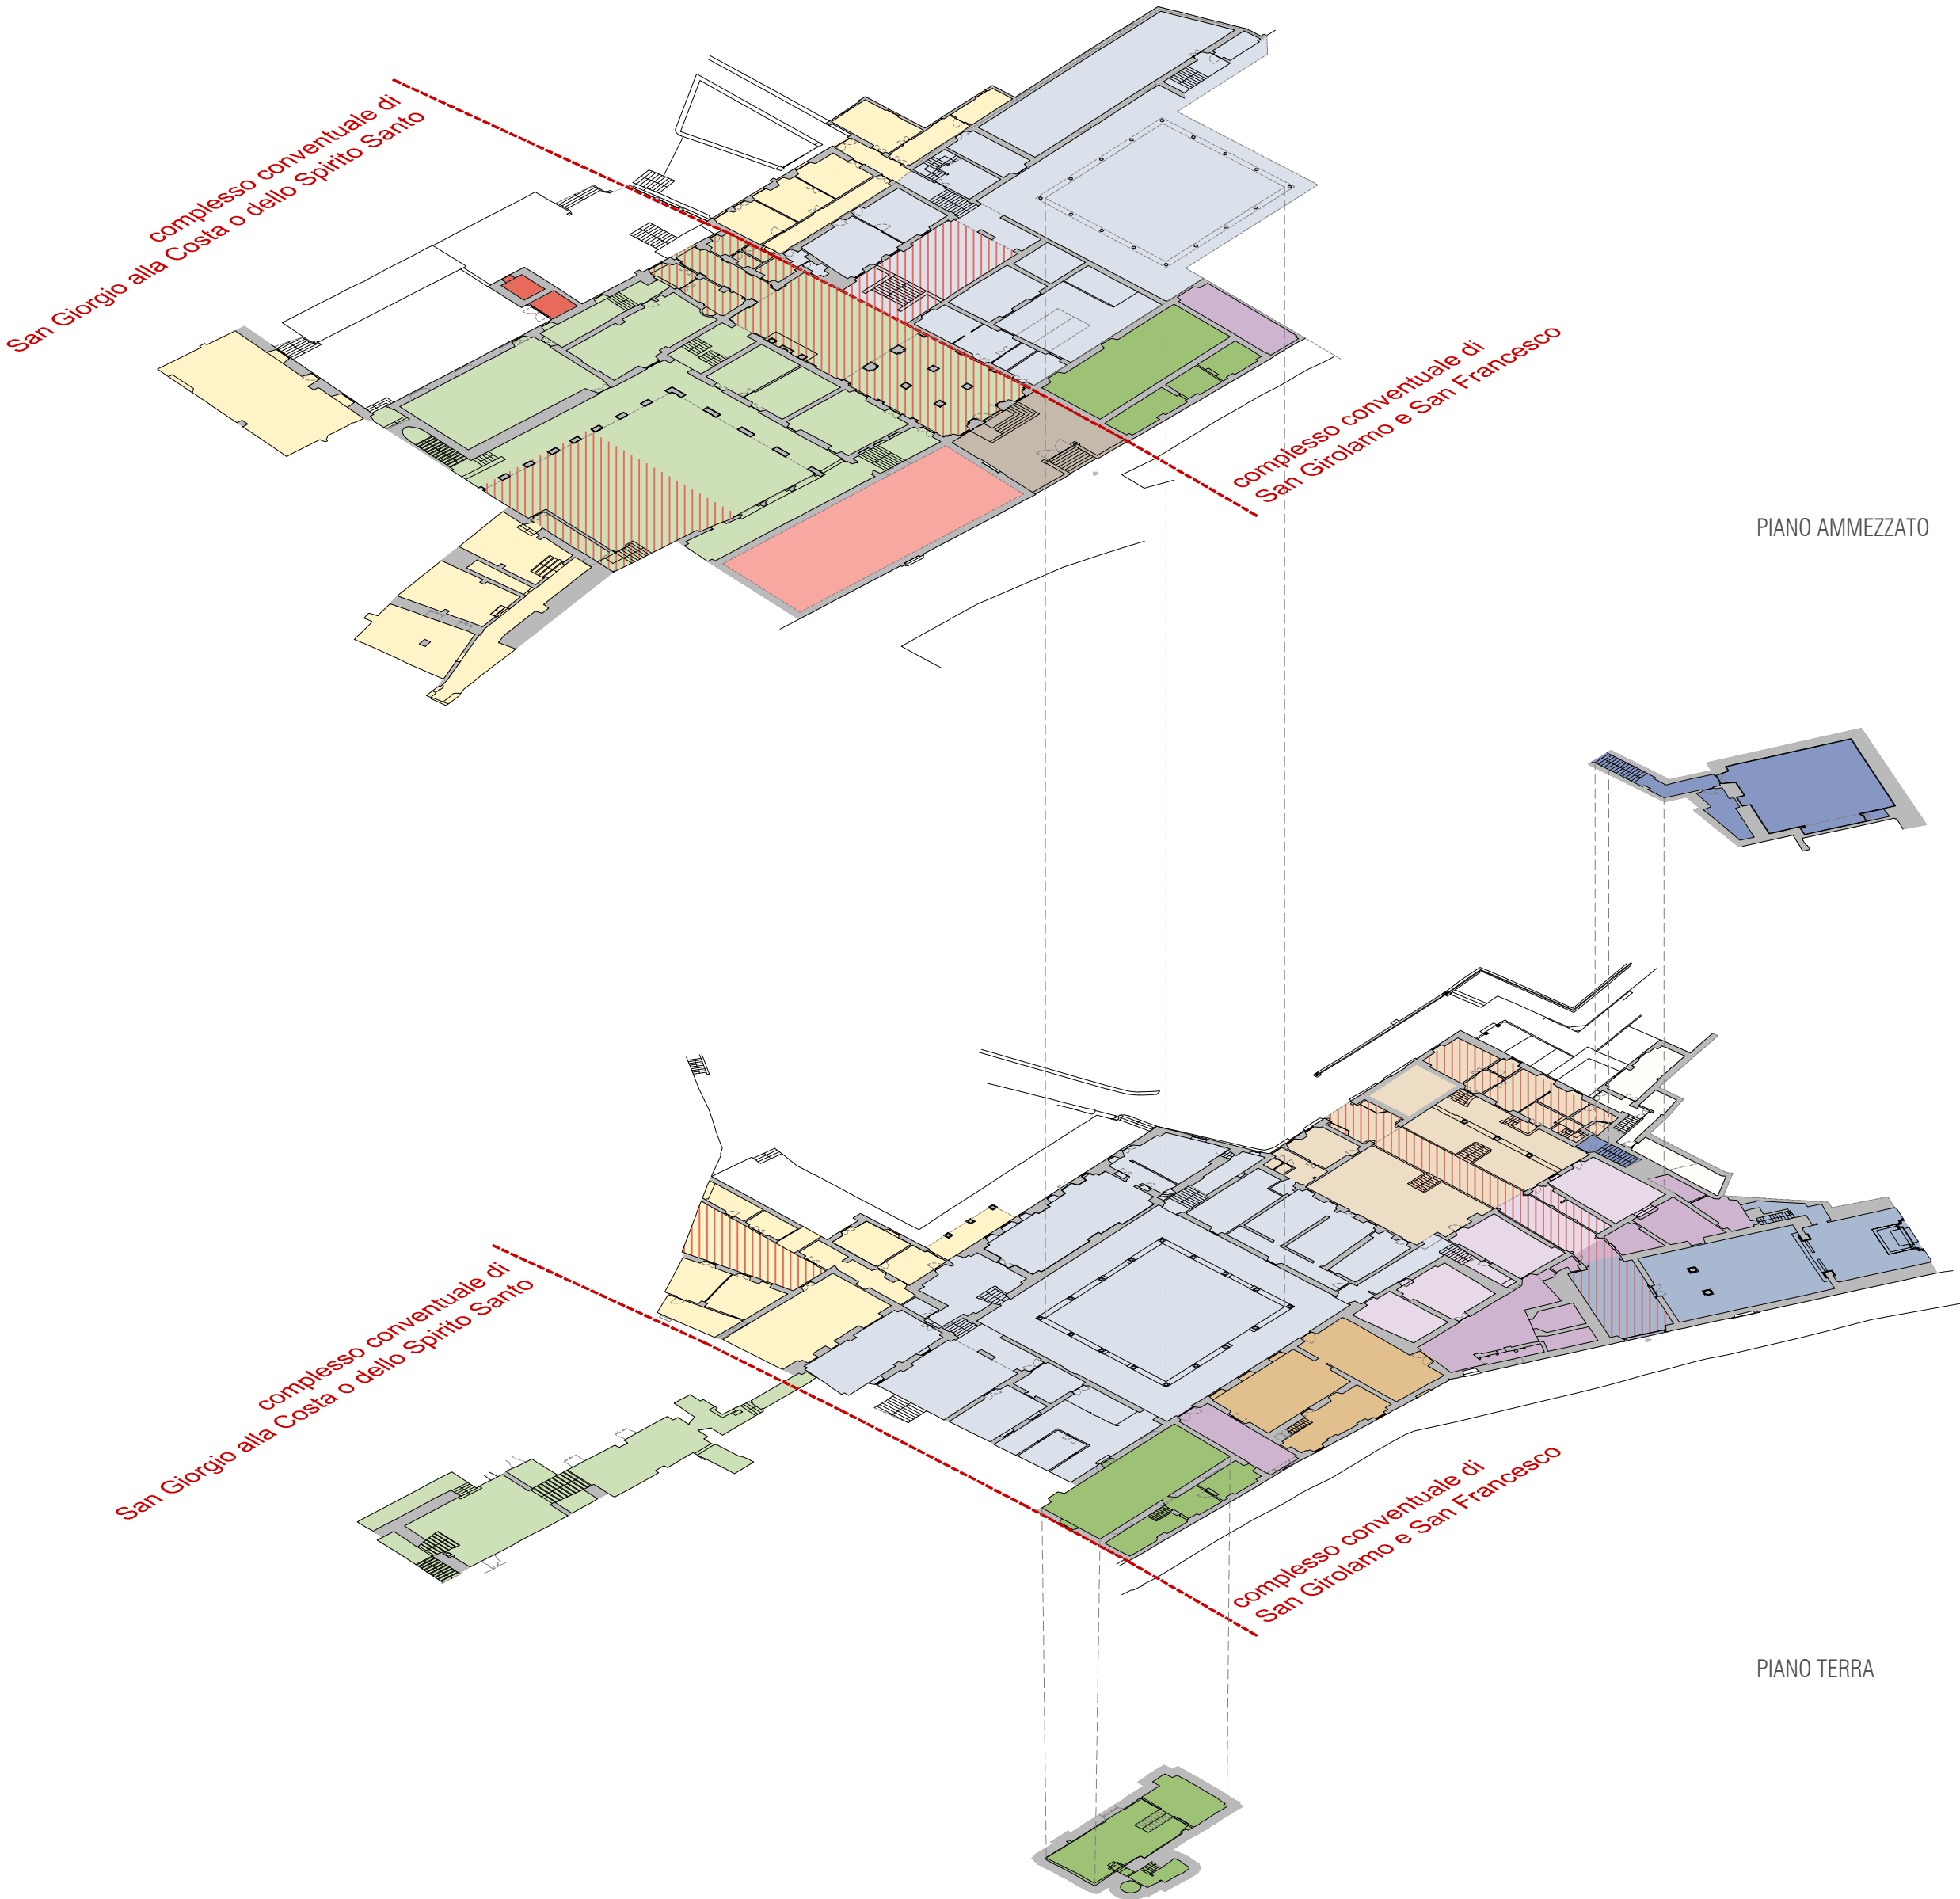 complesso conventuale di
San Giorgio alla Costa o dello Spirito Santo
complesso conventuale di
San Girolamo e San Francesco
PIANO AMMEZZATO
complesso conventuale di
San Giorgio alla Costa o dello Spirito Santo
complesso conventuale di
San Girolamo e San Francesco
PIANO TERRA